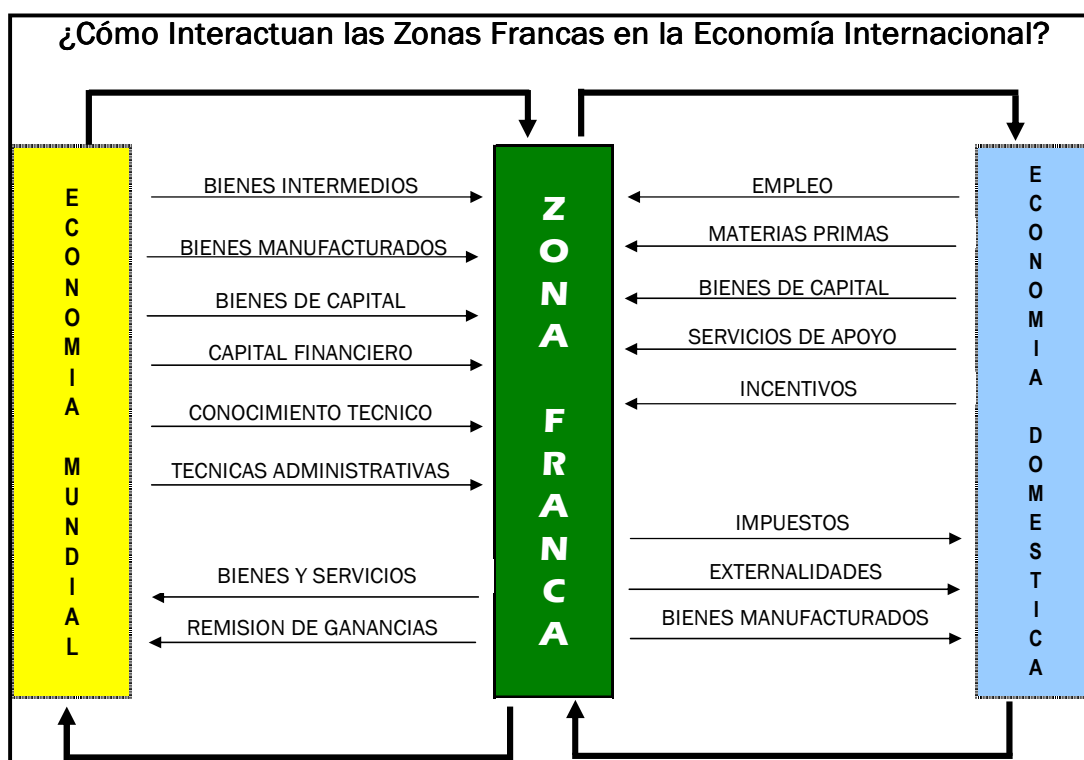 ¿Cómo Interactuan las Zonas Francas en la Economía Internacional?
ECONOMIA MUNDIAL
BIENES INTERMEDIOS
BIENES MANUFACTURADOS
BIENES DE CAPITAL
CAPITAL FINANCIERO
CONOCIMIENTO TECNICO
TECNICAS ADMINISTRATIVAS
BIENES Y SERVICIOS
REMISION DE GANANCIAS
ZONA FRANCA
EMPLEO
MATERIAS PRIMAS
BIENES DE CAPITAL
SERVICIOS DE APOYO
INCENTIVOS
IMPUESTOS
EXTERNALIDADES
BIENES MANUFACTURADOS
ECONOMIA DOMESTICA